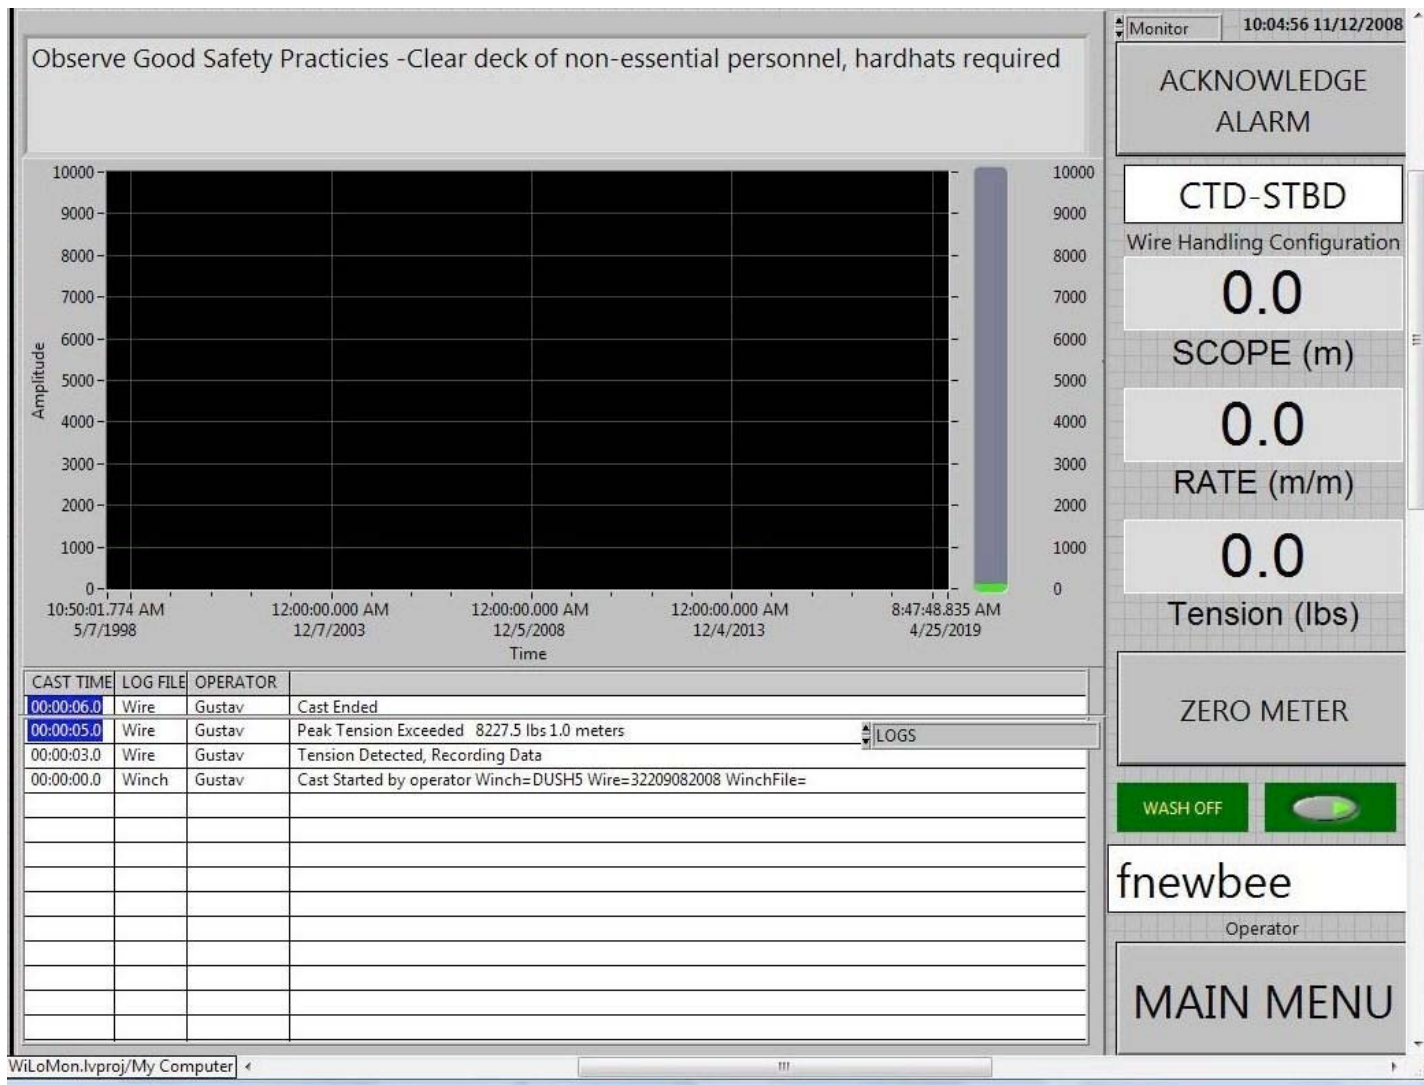 Monitor
10:04:56 11/12/2008
Observe Good Safety Practicies -Clear deck of non-essential personnel, hardhats required
ACKNOWLEDGE
ALARM
CTD-STBD
Wire Handling Configuration
0.0
SCOPE (m)
0.0
RATE (m/m)
0.0
Tension (lbs)
ZERO METER
WASH OFF
fnewbee
Operator
MAIN MENU
Amplitude
10000
9000
8000
7000
6000
5000
4000
3000
2000
1000
0
10000
9000
8000
7000
6000
5000
4000
3000
2000
1000
0
10:50:01.774 AM
5/7/1998
12:00:00.000 AM
12/7/2003
12:00:00.000 AM
12/5/2008
12:00:00.000 AM
12/4/2013
8:47:48.835 AM
4/25/2019
Time
CAST TIME LOG FILE OPERATOR
00:00:06.0 Wire Gustav Cast Ended
00:00:05.0 Wire Gustav Peak Tension Exceeded 8227.5 lbs 1.0 meters
LOGS
00:00:03.0 Wire Gustav Tension Detected, Recording Data
00:00:00.0 Winch Gustav Cast Started by operator Winch=DUSH5 Wire=32209082008 WinchFile=
WiLoMon.lvproj/My Computer